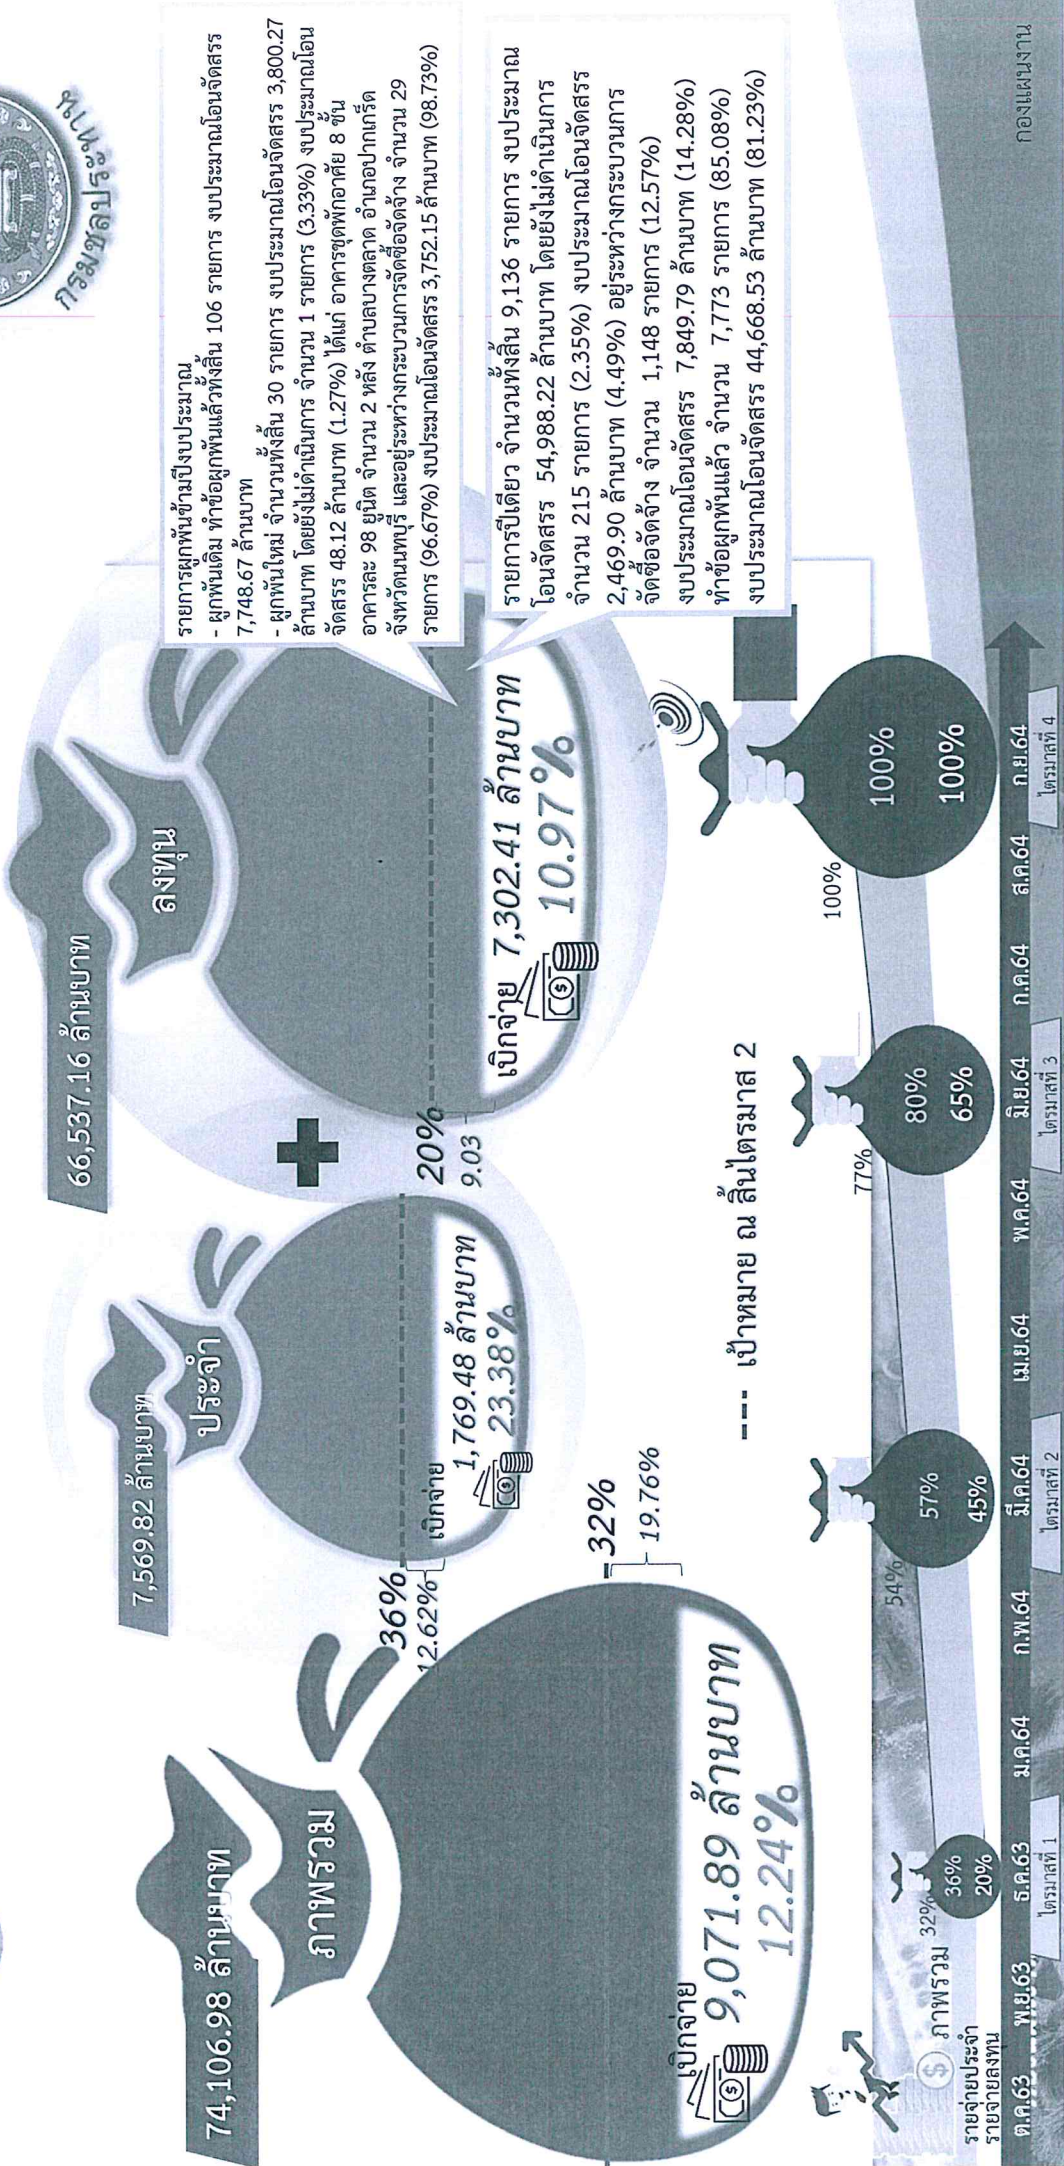 กรมชลประทาน
74,106.98 ล้านบาท
ภาพรวม
เบิกจ่าย
9,071.89 ล้านบาท
12.24%
32%
19.76%
7,569.82 ล้านบาท
ประจำ
เบิกจ่าย
1,769.48 ล้านบาท
23.38%
36%
12.62%
66,537.16 ล้านบาท
ลงทุน
เบิกจ่าย 7,302.41 ล้านบาท
10.97%
20%
9.03
รายการผูกพันข้ามปีงบประมาณ
- ผูกพันเดิม ทำข้อผูกพันแล้วทั้งสิ้น 106 รายการ งบประมาณโอนจัดสรร
7,748.67 ล้านบาท
- ผูกพันใหม่ จำนวนทั้งสิ้น 30 รายการ งบประมาณโอนจัดสรร 3,800.27
ล้านบาท โดยยังไม่ดำเนินการ จำนวน 1 รายการ (3.33%) งบประมาณโอน
จัดสรร 48.12 ล้านบาท (1.27%) ได้แก่ อาคารชุดพักอาศัย 8 ชั้น
อาคารละ 98 ยูนิต จำนวน 2 หลัง ตำบลบางตลาด อำเภอปากเกร็ด
จังหวัดนนทบุรี และอยู่ระหว่างกระบวนการจัดซื้อจัดจ้าง จำนวน 29
รายการ (96.67%) งบประมาณโอนจัดสรร 3,752.15 ล้านบาท (98.73%)
รายการปีเดียว จำนวนทั้งสิ้น 9,136 รายการ งบประมาณ
โอนจัดสรร 54,988.22 ล้านบาท โดยยังไม่ดำเนินการ
จำนวน 215 รายการ (2.35%) งบประมาณโอนจัดสรร
2,469.90 ล้านบาท (4.49%) อยู่ระหว่างกระบวนการ
จัดซื้อจัดจ้าง จำนวน 1,148 รายการ (12.57%)
งบประมาณโอนจัดสรร 7,849.79 ล้านบาท (14.28%)
ทำข้อผูกพันแล้ว จำนวน 7,773 รายการ (85.08%)
งบประมาณโอนจัดสรร 44,668.53 ล้านบาท (81.23%)
--- เป้าหมาย ณ สิ้นไตรมาส 2
ภาพรวม 32% 54% 77% 100%
รายจ่ายประจำ 36% 57% 80% 100%
รายจ่ายลงทุน 20% 45% 65% 100%
ต.ค.63 พ.ย.63 ธ.ค.63 ม.ค.64 ก.พ.64 มี.ค.64 เม.ย.64 พ.ค.64 มิ.ย.64 ก.ค.64 ส.ค.64 ก.ย.64
ไตรมาสที่ 1 ไตรมาสที่ 2 ไตรมาสที่ 3 ไตรมาสที่ 4
กองแผนงาน